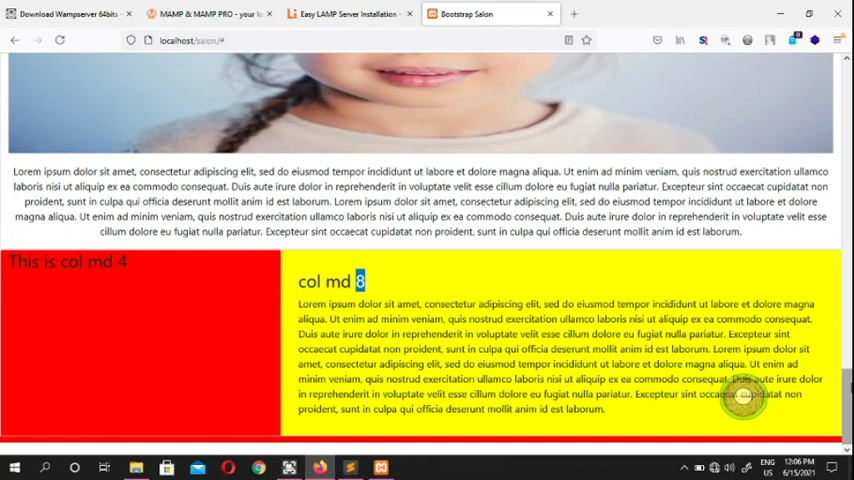 Download Wampserver 64bits -
MAMP & MAMP PRO - your lo
Easy LAMP Server Installation -
Bootstrap Salon
localhost/salon/#
Lorem ipsum dolor sit amet, consectetur adipiscing elit, sed do eiusmod tempor incididunt ut labore et dolore magna aliqua. Ut enim ad minim veniam, quis nostrud exercitation ullamco
laboris nisi ut aliquip ex ea commodo consequat. Duis aute irure dolor in reprehenderit in voluptate velit esse cillum dolore eu fugiat nulla pariatur. Excepteur sint occaecat cupidatat non
proident, sunt in culpa qui officia deserunt mollit anim id est laborum. Lorem ipsum dolor sit amet, consectetur adipiscing elit, sed do eiusmod tempor incididunt ut labore et dolore
magna aliqua. Ut enim ad minim veniam, quis nostrud exercitation ullamco laboris nisi ut aliquip ex ea commodo consequat. Duis aute irure dolor in reprehenderit in voluptate velit
esse cillum dolore eu fugiat nulla pariatur. Excepteur sint occaecat cupidatat non proident, sunt in culpa qui officia deserunt mollit anim id est laborum.
This is col md 4
col md 8
Lorem ipsum dolor sit amet, consectetur adipiscing elit, sed do eiusmod tempor incididunt ut labore et dolore magna
aliqua. Ut enim ad minim veniam, quis nostrud exercitation ullamco laboris nisi ut aliquip ex ea commodo consequat.
Duis aute irure dolor in reprehenderit in voluptate velit esse cillum dolore eu fugiat nulla pariatur. Excepteur sint
occaecat cupidatat non proident, sunt in culpa qui officia deserunt mollit anim id est laborum. Lorem ipsum dolor sit
amet, consectetur adipiscing elit, sed do eiusmod tempor incididunt ut labore et dolore magna aliqua. Ut enim ad
minim veniam, quis nostrud exercitation ullamco laboris nisi ut aliquip ex ea commodo consequat. Duis aute irure dolor
in reprehenderit in voluptate velit esse cillum dolore eu fugiat nulla pariatur. Excepteur sint occaecat cupidatat non
proident, sunt in culpa qui officia deserunt mollit anim id est laborum.
ENG
US
12:06 PM
6/15/2021